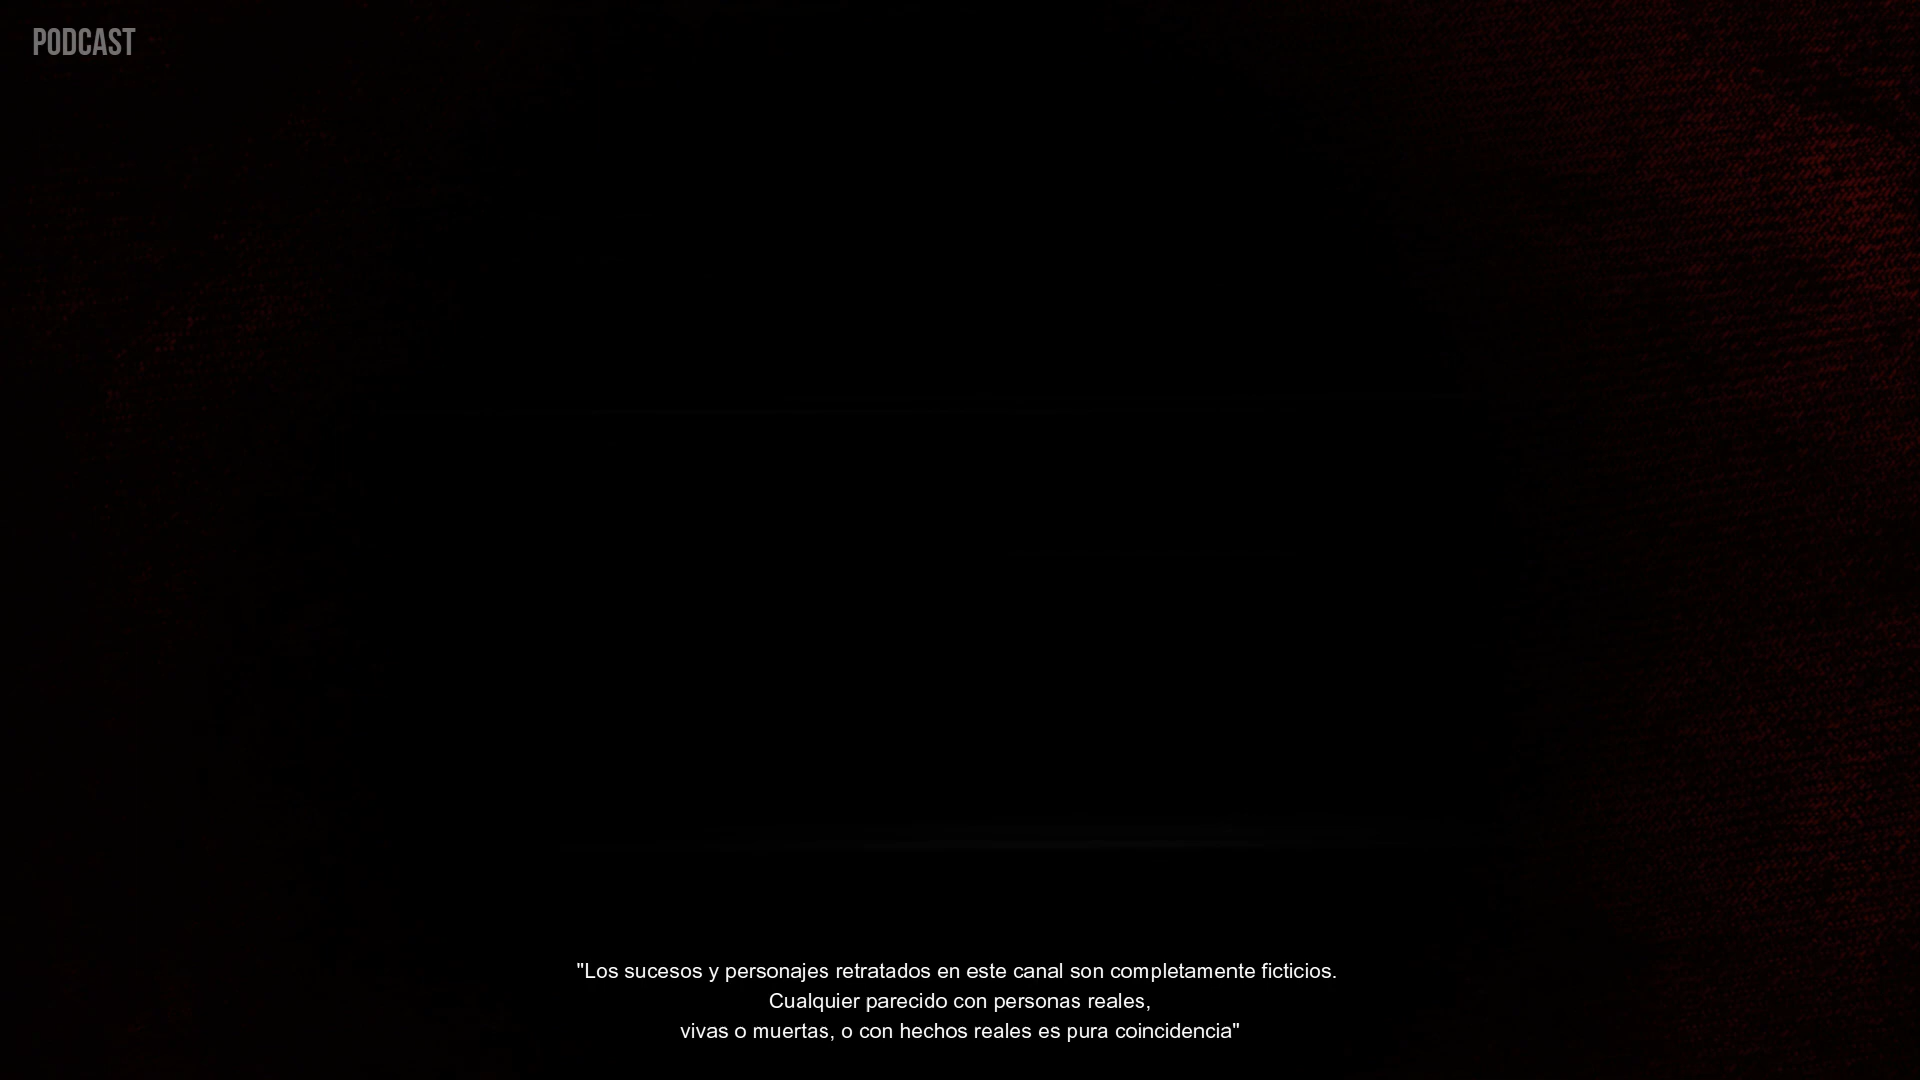 PODCAST
"Los sucesos y personajes retratados en este canal son completamente ficticios.
Cualquier parecido con personas reales,
vivas o muertas, o con hechos reales es pura coincidencia"